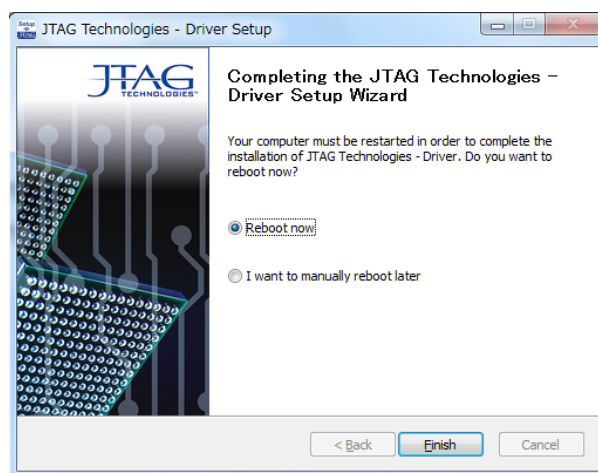 Setup
JTAG
JTAG Technologies - Driver Setup
JTAG
TECHNOLOGIES
Completing the JTAG Technologies -
Driver Setup Wizard
Your computer must be restarted in order to complete the
installation of JTAG Technologies - Driver. Do you want to
reboot now?
Reboot now
I want to manually reboot later
< Back
Finish
Cancel